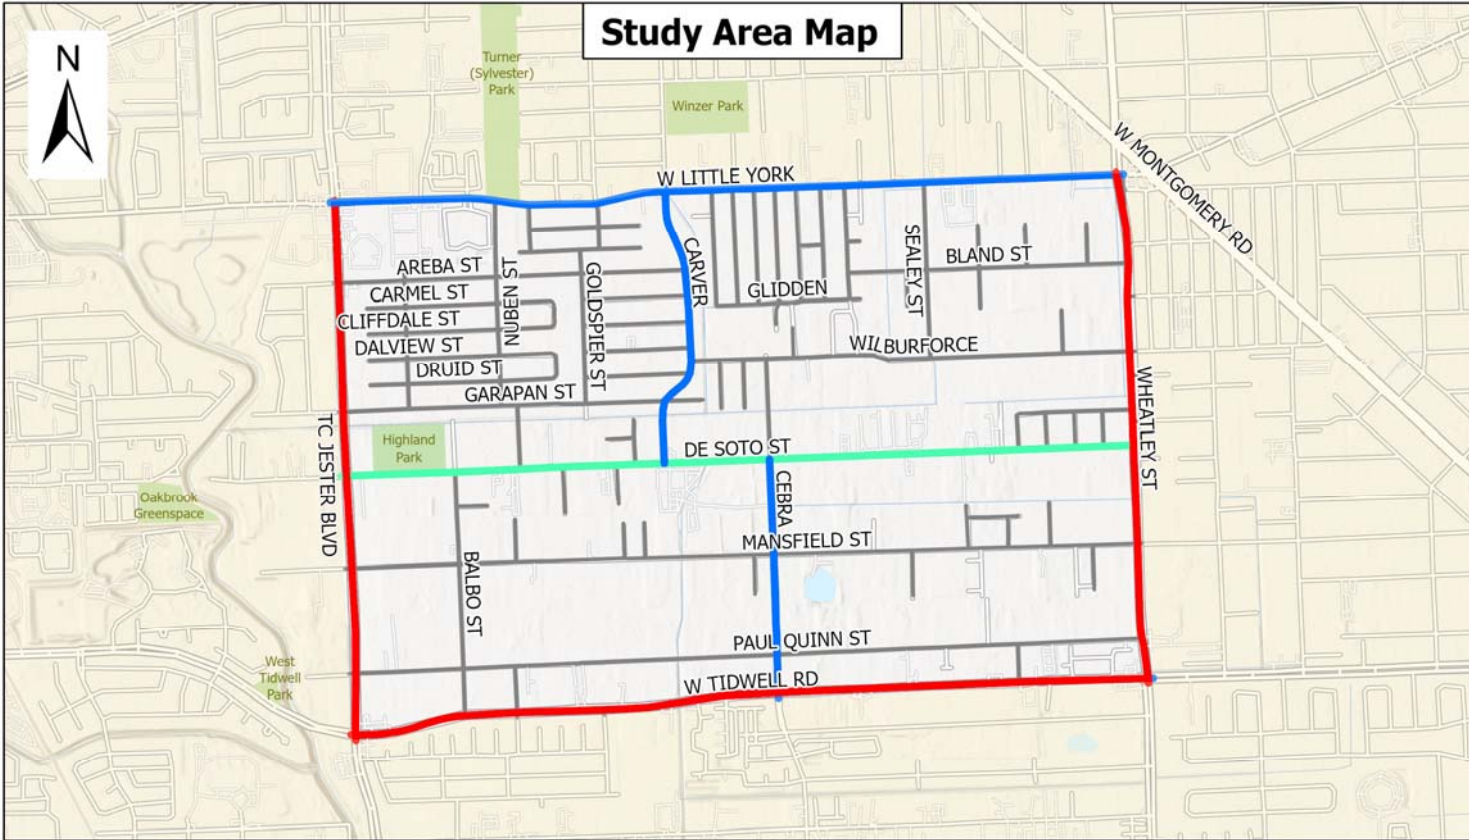 Study Area Map
N
Turner
(Sylvester)
Park
Winzer Park
W MONTGOMERY RD
W LITTLE YORK
CARVER
SEALEY ST
BLAND ST
AREBA ST
NUBEN ST
GOLDSPIER ST
CARMEL ST
GLIDDEN
CLIFFDALE ST
DALVIEW ST
WILBURFORCE
DRUID ST
GARAPAN ST
WHEATLEY ST
TC JESTER BLVD
Highland
Park
DE SOTO ST
CEBRA
Oakbrook
Greenspace
MANSFIELD ST
BALBO ST
PAUL QUINN ST
West
Tidwell
Park
W TIDWELL RD